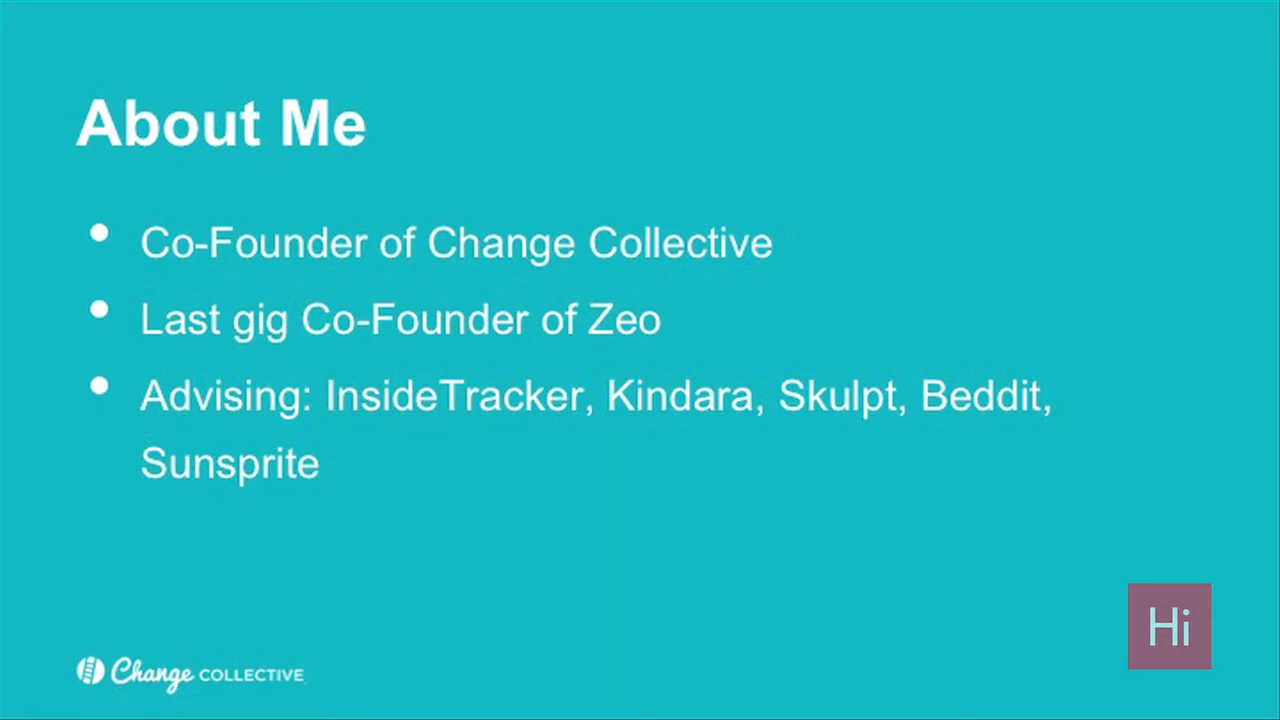 About Me
• Co-Founder of Change Collective
• Last gig Co-Founder of Zeo
• Advising: InsideTracker, Kindara, Skulpt, Beddit,
Sunsprite
Hi
Change COLLECTIVE